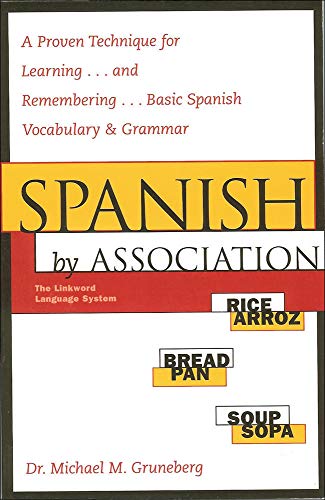 A Proven Technique for
Learning . . . and
Remembering . . . Basic Spanish
Vocabulary & Grammar
SPANISH
by ASSOCIATION
The Linkword
Language System
RICE
ARROZ
BREAD
PAN
SOUP
SOPA
Dr. Michael M. Gruneberg